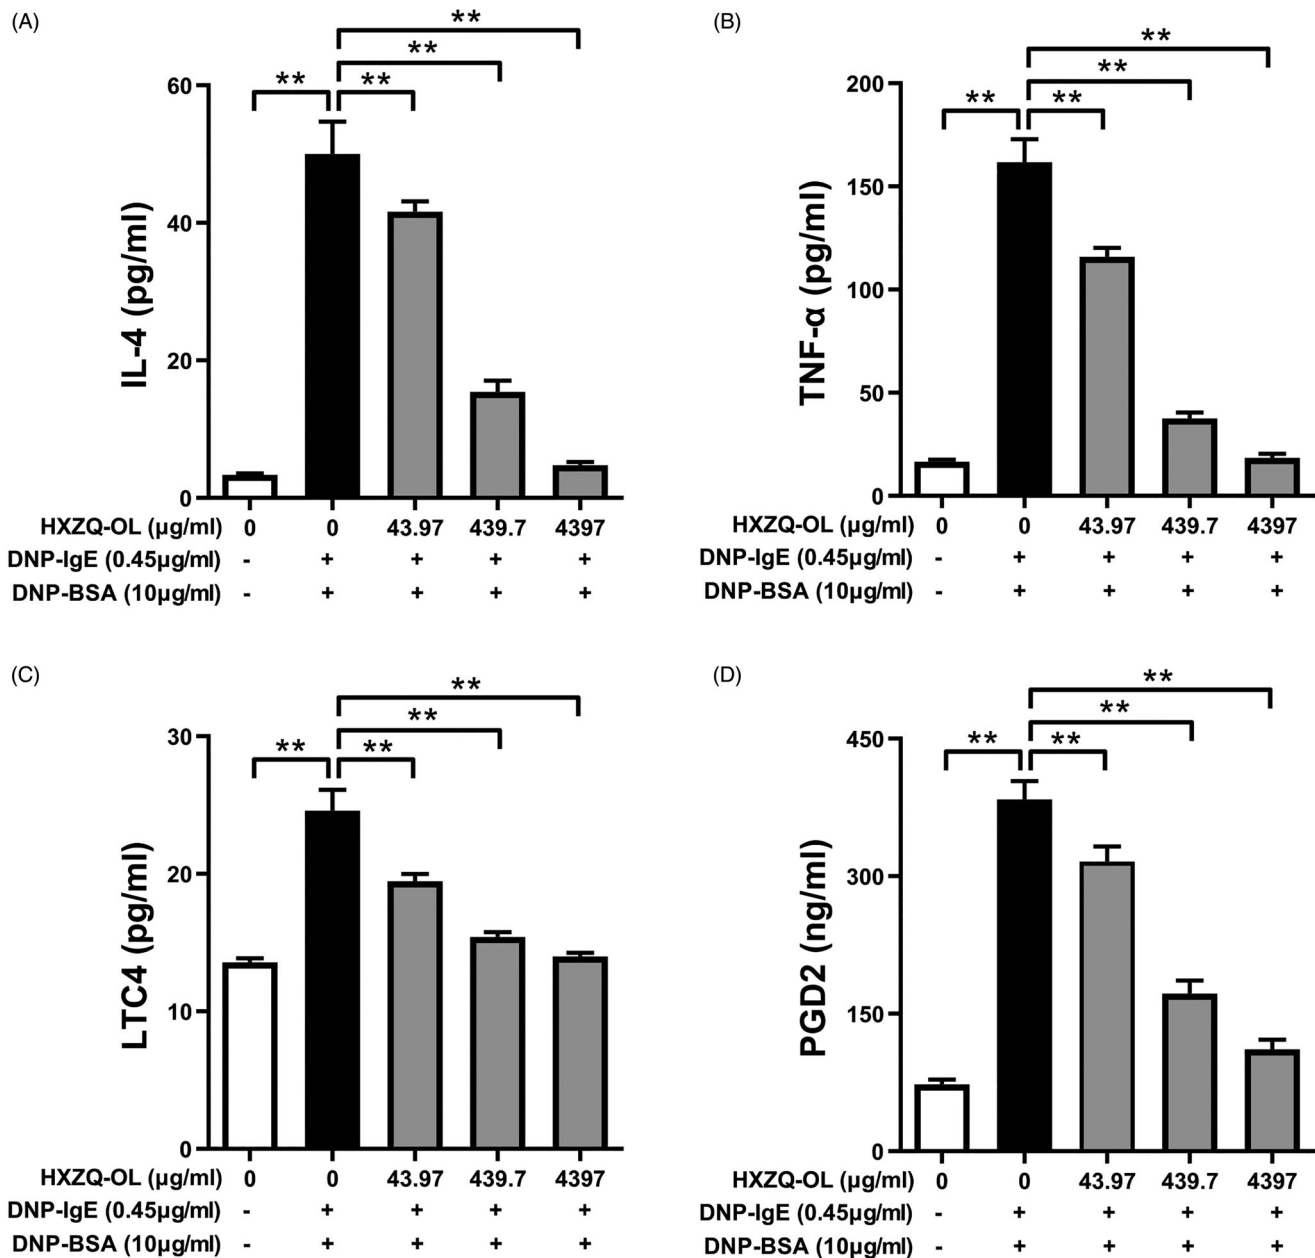 (A)
**
**
** **
60
40
20
0
IL-4 (pg/ml)
HXZQ-OL (µg/ml) 0 0 43.97 439.7 4397
DNP-IgE (0.45µg/ml) - + + + +
DNP-BSA (10µg/ml) - + + + +
(B)
**
**
** **
200
150
100
50
0
TNF-α (pg/ml)
HXZQ-OL (µg/ml) 0 0 43.97 439.7 4397
DNP-IgE (0.45µg/ml) - + + + +
DNP-BSA (10µg/ml) - + + + +
(C)
**
**
** **
30
20
10
0
LTC4 (pg/ml)
HXZQ-OL (µg/ml) 0 0 43.97 439.7 4397
DNP-IgE (0.45µg/ml) - + + + +
DNP-BSA (10µg/ml) - + + + +
(D)
**
**
** **
450
300
150
0
PGD2 (ng/ml)
HXZQ-OL (µg/ml) 0 0 43.97 439.7 4397
DNP-IgE (0.45µg/ml) - + + + +
DNP-BSA (10µg/ml) - + + + +